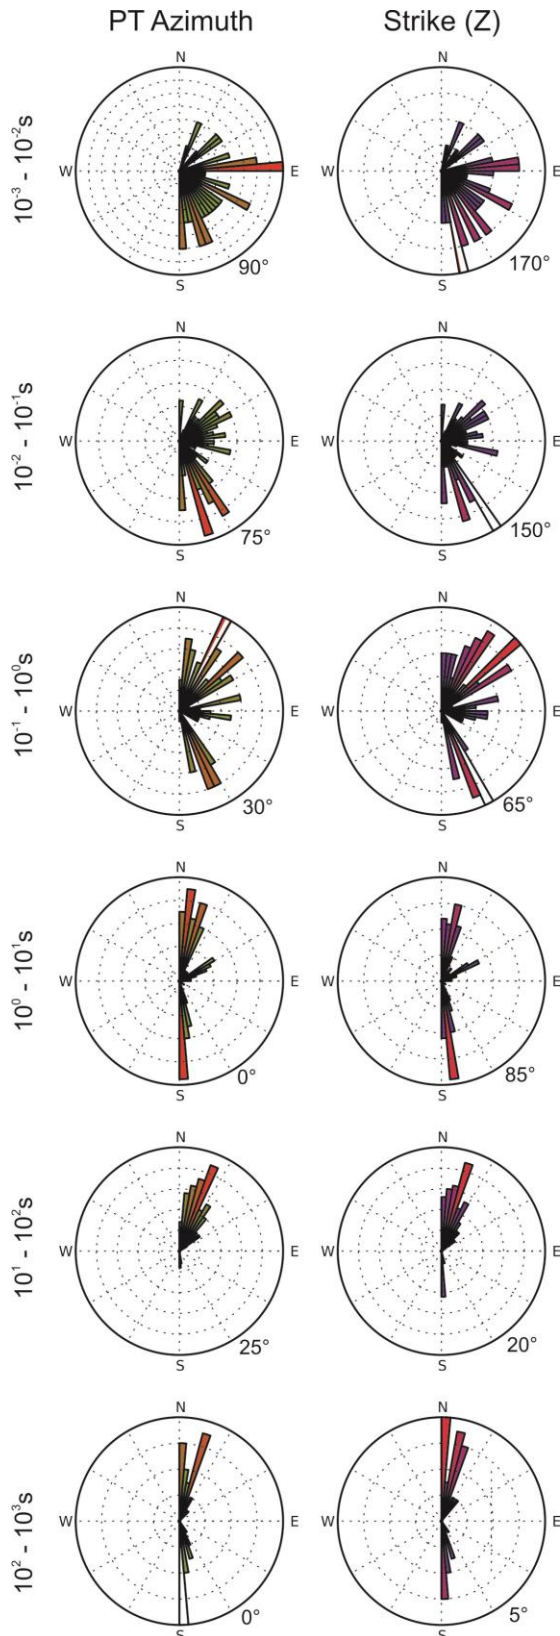 PT Azimuth Strike (Z)
N N
10⁻³ - 10⁻²s W E W E
S 90° S 170°
N N
10⁻² - 10⁻¹s W E W E
S 75° S 150°
N N
10⁻¹ - 10⁰s W E W E
S 30° S 65°
N N
10⁰ - 10¹s W E W E
S 0° S 85°
N N
10¹ - 10²s W E W E
S 25° S 20°
N N
10² - 10³s W E W E
S 0° S 5°